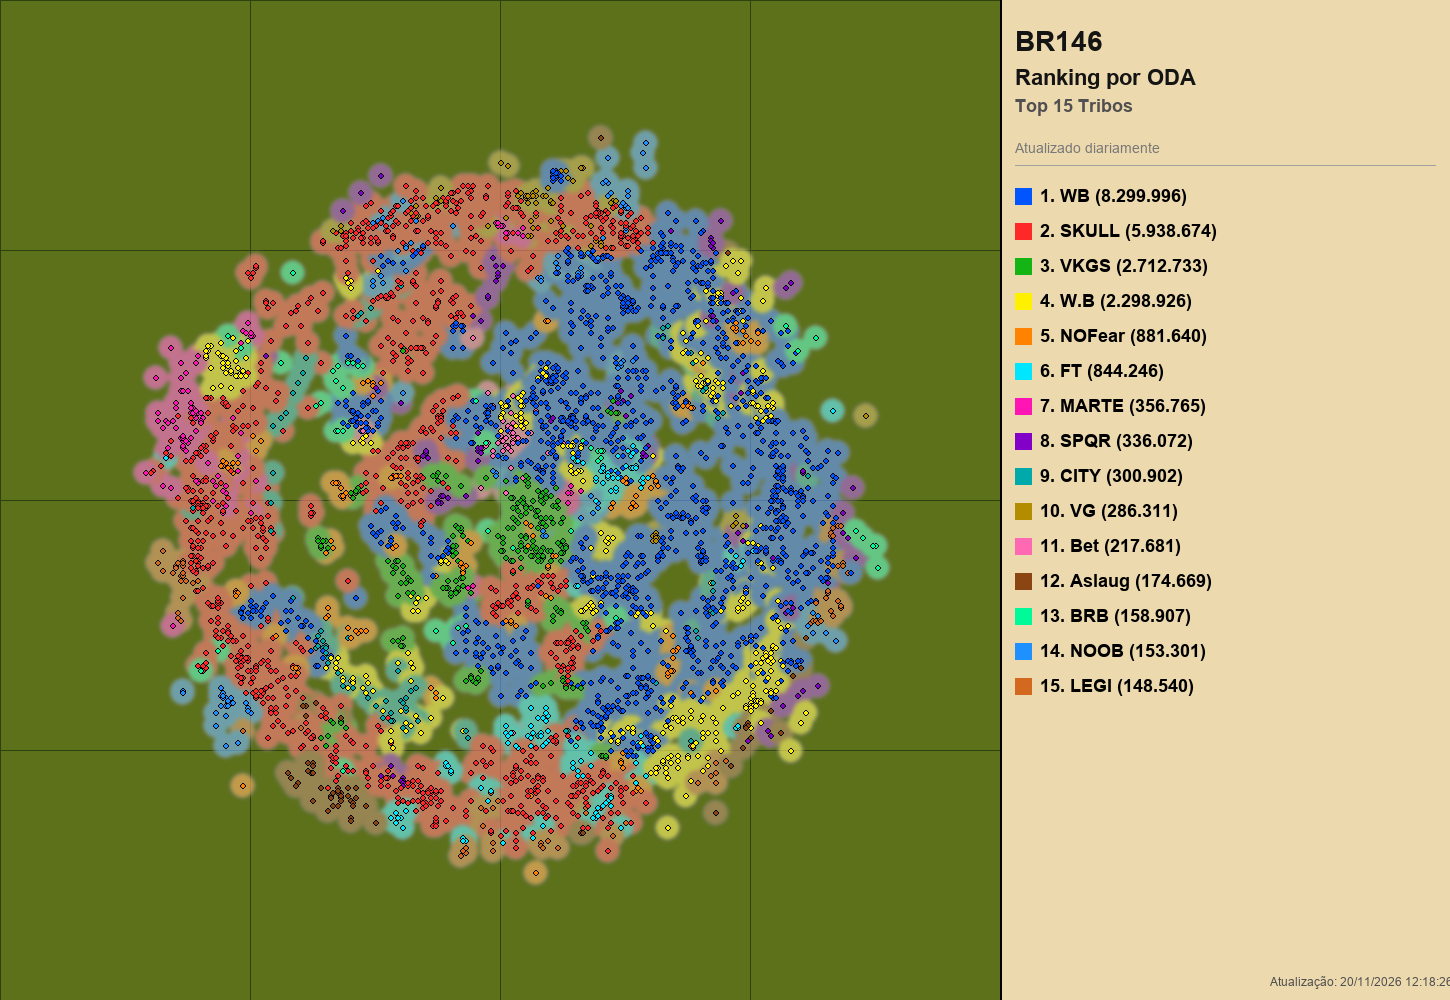 BR146
Ranking por ODA
Top 15 Tribos
Atualizado diariamente
1. WB (8.299.996)
2. SKULL (5.938.674)
3. VKGS (2.712.733)
4. W.B (2.298.926)
5. NOFear (881.640)
6. FT (844.246)
7. MARTE (356.765)
8. SPQR (336.072)
9. CITY (300.902)
10. VG (286.311)
11. Bet (217.681)
12. Aslaug (174.669)
13. BRB (158.907)
14. NOOB (153.301)
15. LEGI (148.540)
Atualização: 20/11/2026 12:18:26